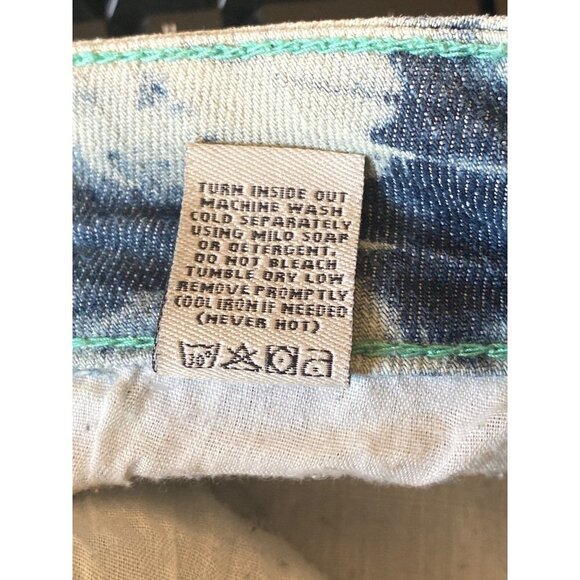 TURN INSIDE OUT
MACHINE WASH
COLD SEPARATELY
USING MILD SOAP
OR DETERGENT.
DO NOT BLEACH
TUMBLE DRY LOW
REMOVE PROMPTLY
(COOL IRON IF NEEDED
(NEVER HOT)
30°